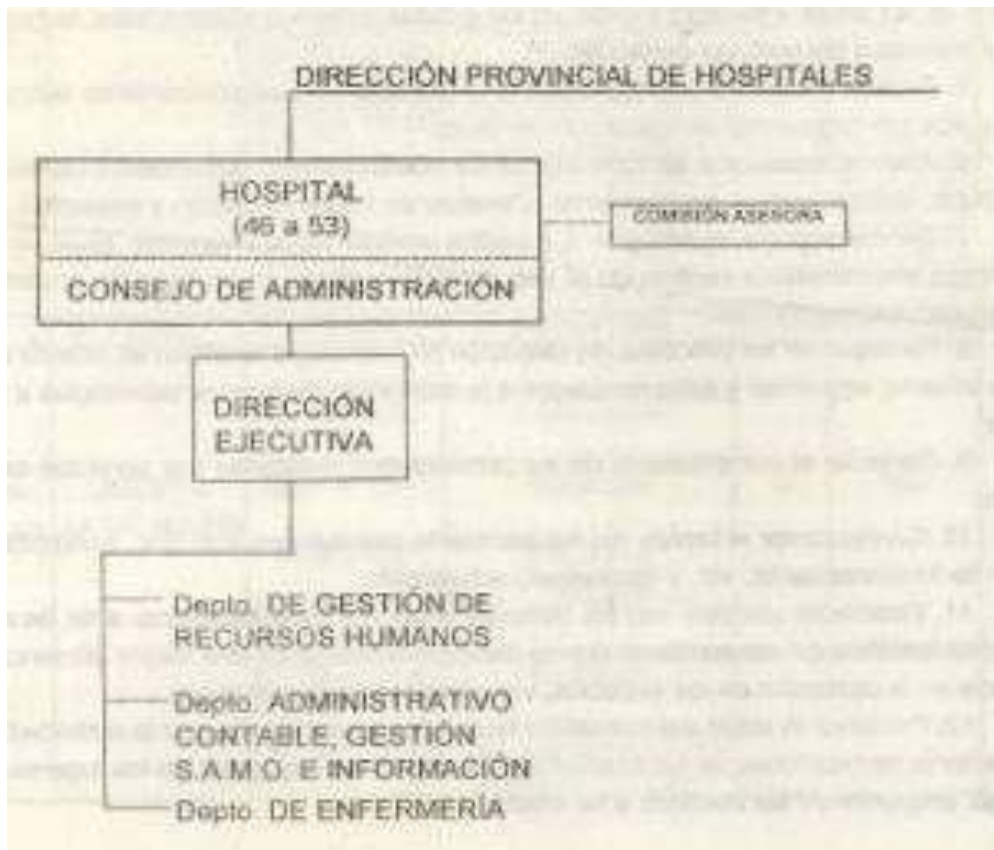 DIRECCIÓN PROVINCIAL DE HOSPITALES
HOSPITAL
(46 a 53)
COMISIÓN ASESORA
CONSEJO DE ADMINISTRACIÓN
DIRECCIÓN
EJECUTIVA
Depto. DE GESTIÓN DE
RECURSOS HUMANOS
Depto. ADMINISTRATIVO
CONTABLE, GESTIÓN
S.A.M.O. E INFORMACIÓN
Depto. DE ENFERMERÍA